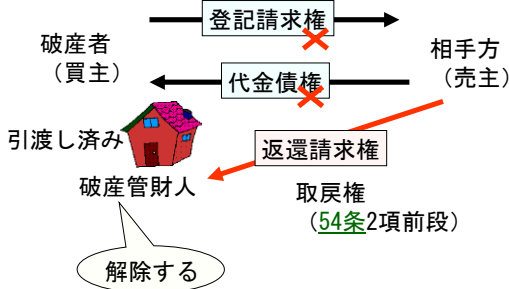 登記請求権
破産者
（買主）
相手方
（売主）
代金債権
引渡し済み
返還請求権
破産管財人
取戻権
（54条2項前段）
解除する